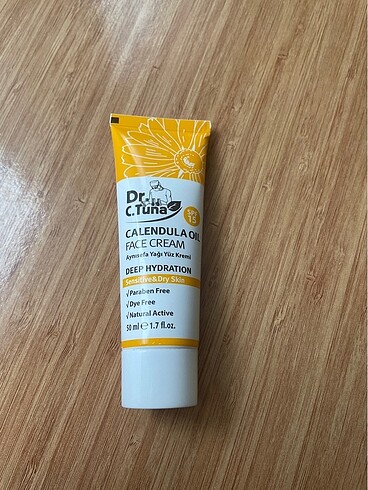 Dr.
C.Tuna
SPF
15
CALENDULA OIL
FACE CREAM
Aynısafa Yağı Yüz Kremi
DEEP HYDRATION
Sensitive&Dry Skin
√Paraben Free
√Dye Free
√Natural Active
50 ml ℮ 1.7 fl.oz.